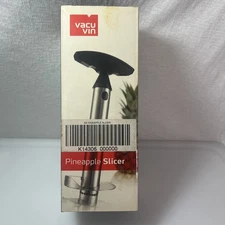 vacu
vin
K14306 000000
Pineapple Slicer